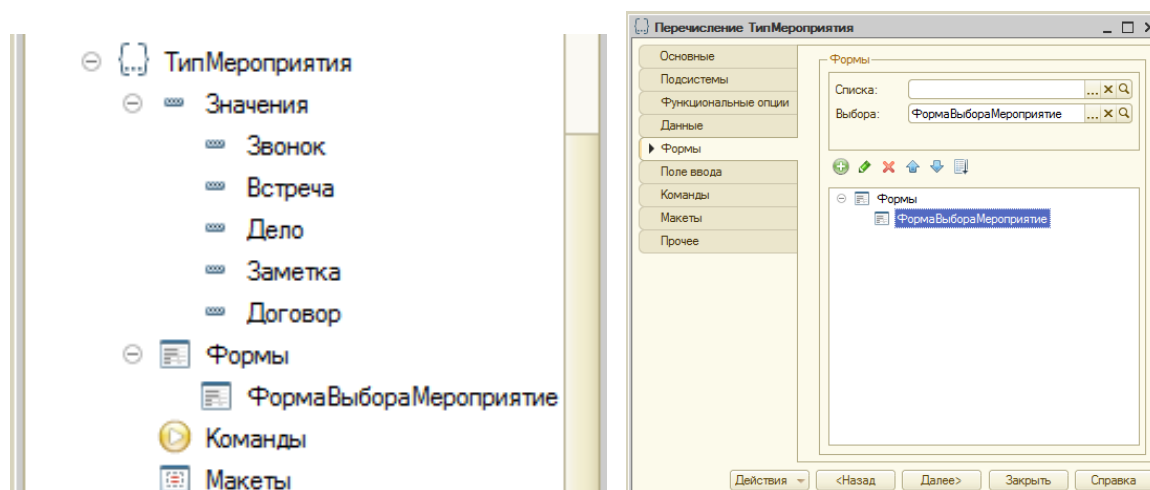 ТипМероприятия
Значения
Звонок
Встреча
Дело
Заметка
Договор
Формы
ФормаВыбораМероприятие
Команды
Макеты
Перечисление ТипМероприятия
Основные
Подсистемы
Функциональные опции
Данные
Формы
Поле ввода
Команды
Макеты
Прочее
Формы
Списка:
Выбора: ФормаВыбораМероприятие
Формы
ФормаВыбораМероприятие
Действия <Назад Далее> Закрыть Справка